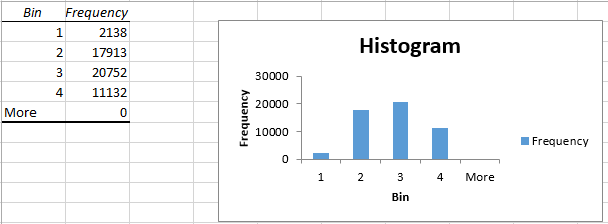 Bin Frequency
1 2138
2 17913
3 20752
4 11132
More 0
Histogram
Frequency
30000
20000
10000
0
1 2 3 4 More
Bin
Frequency